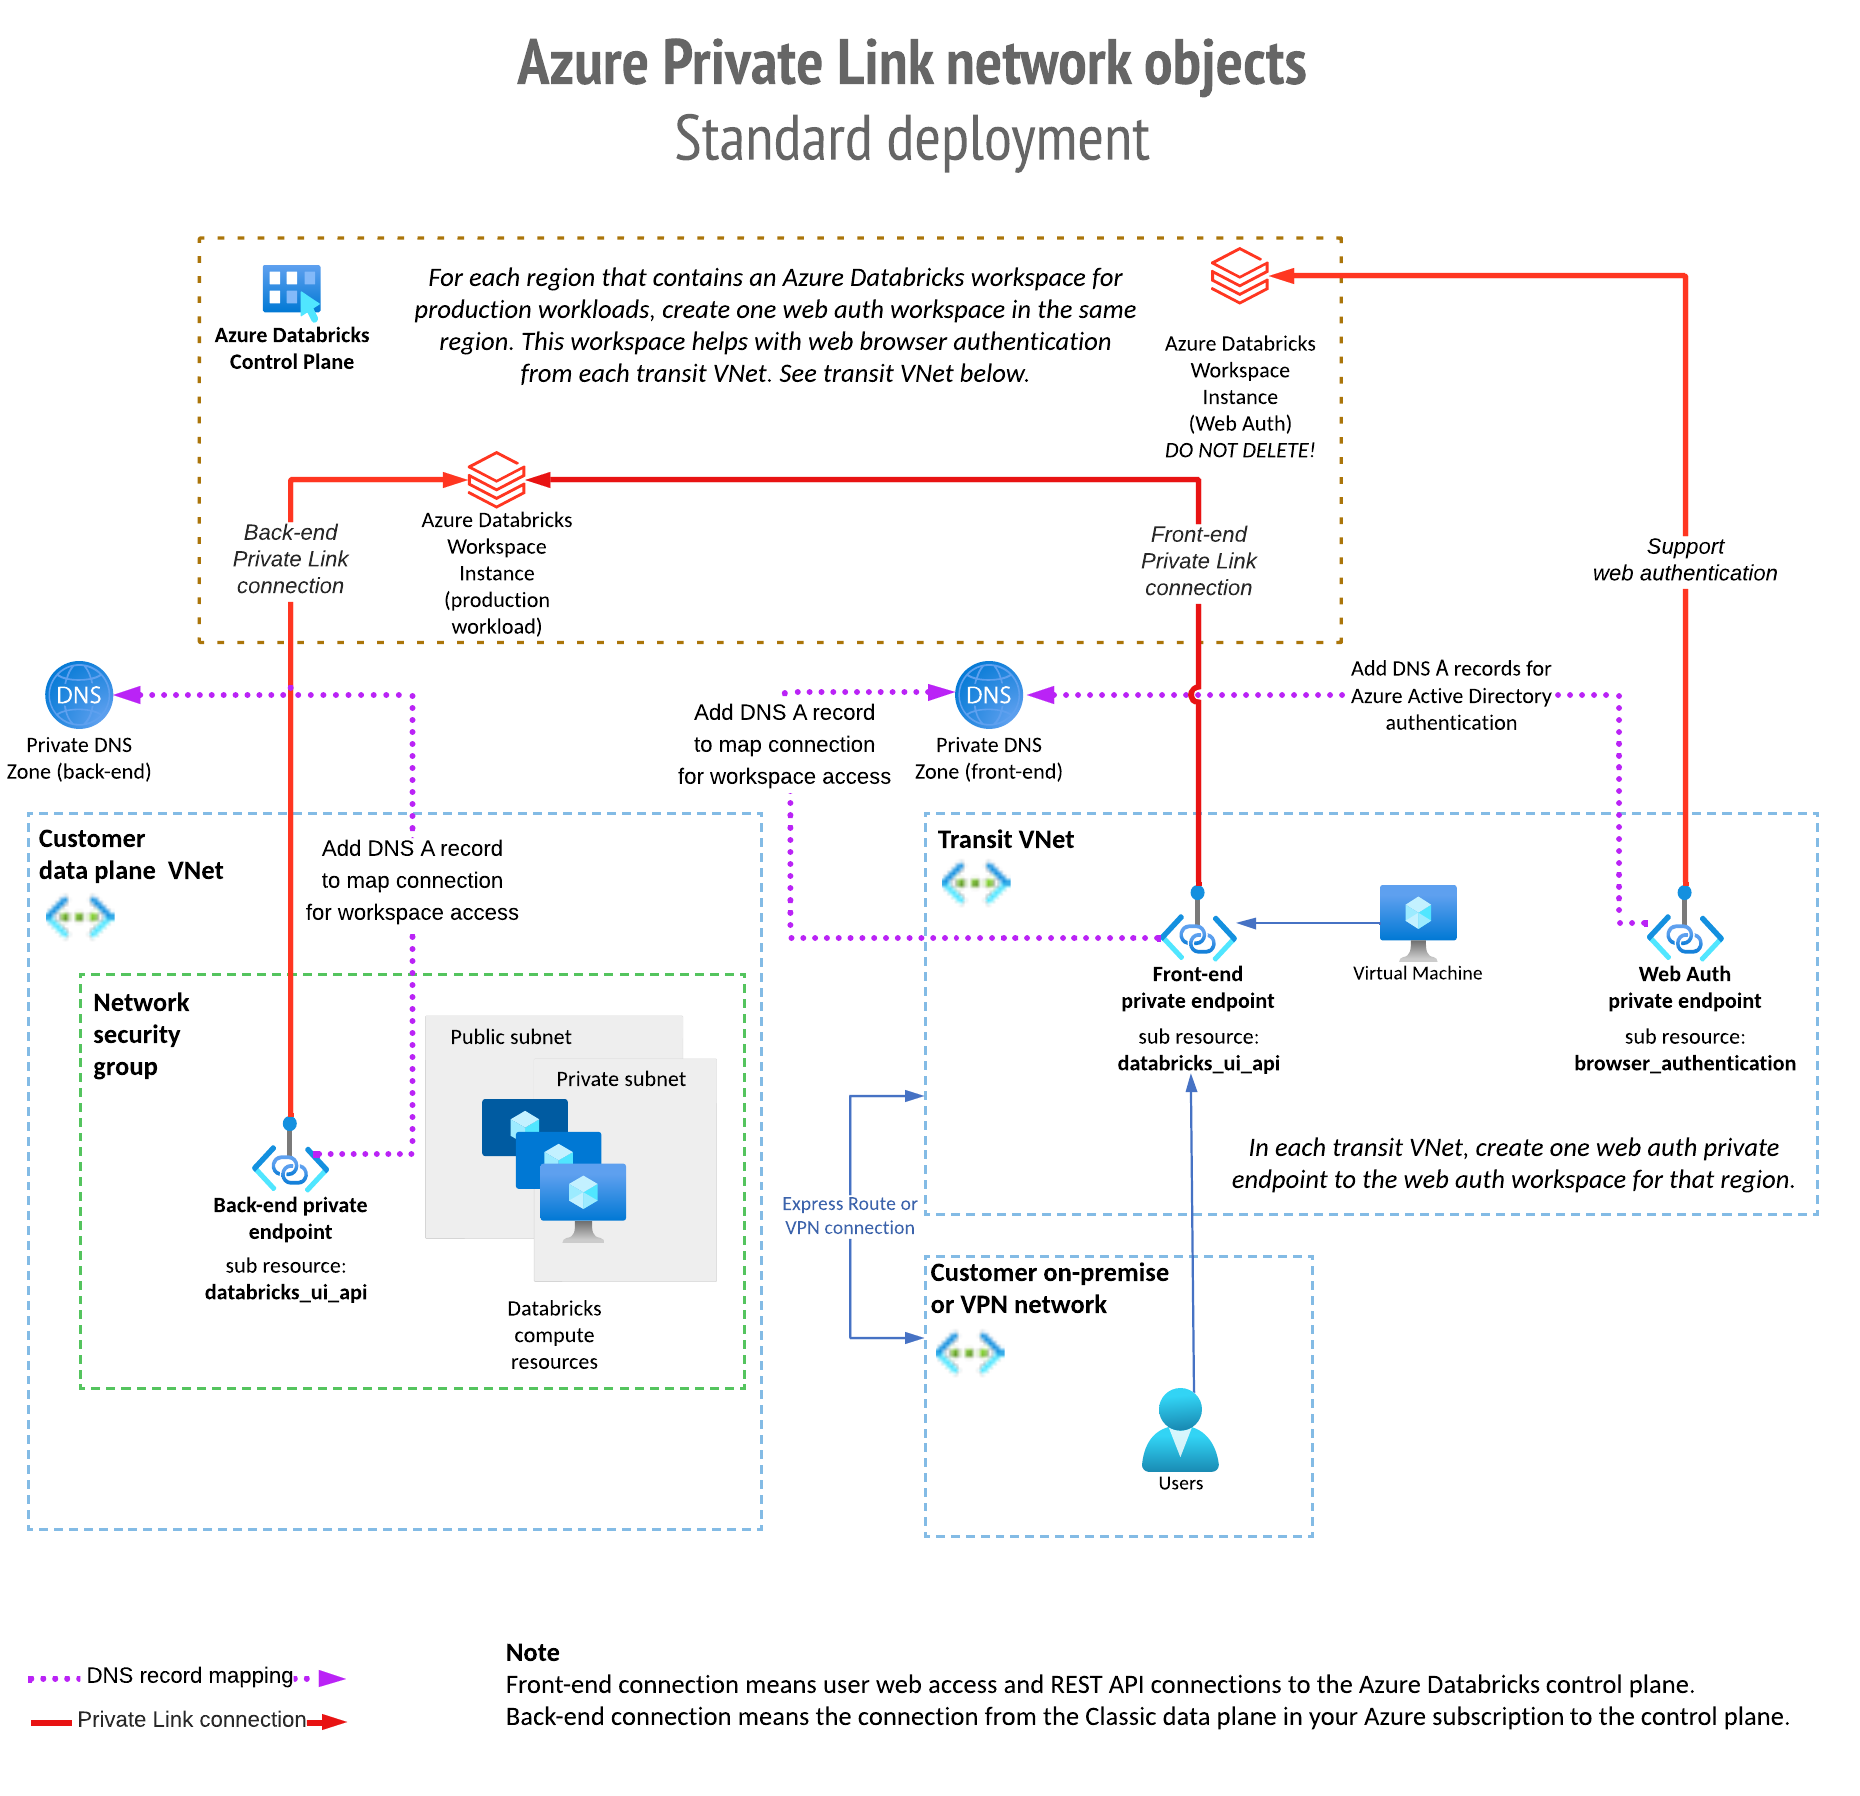 Azure Private Link network objects
Standard deployment
Azure Databricks
Control Plane
For each region that contains an Azure Databricks workspace for
production workloads, create one web auth workspace in the same
region. This workspace helps with web browser authentication
from each transit VNet. See transit VNet below.
Azure Databricks
Workspace
Instance
(Web Auth)
DO NOT DELETE!
Back-end
Private Link
connection
Azure Databricks
Workspace
Instance
(production
workload)
Front-end
Private Link
connection
Support
web authentication
DNS
Private DNS
Zone (back-end)
Add DNS A record
to map connection
for workspace access
DNS
Private DNS
Zone (front-end)
Add DNS A records for
Azure Active Directory
authentication
Customer
data plane VNet
Add DNS A record
to map connection
for workspace access
Network
security
group
Public subnet
Private subnet
Back-end private
endpoint
sub resource:
databricks_ui_api
Databricks
compute
resources
Transit VNet
Front-end
private endpoint
sub resource:
databricks_ui_api
Virtual Machine
Web Auth
private endpoint
sub resource:
browser_authentication
In each transit VNet, create one web auth private
endpoint to the web auth workspace for that region.
Express Route or
VPN connection
Customer on-premise
or VPN network
Users
DNS record mapping
Private Link connection
Note
Front-end connection means user web access and REST API connections to the Azure Databricks control plane.
Back-end connection means the connection from the Classic data plane in your Azure subscription to the control plane.